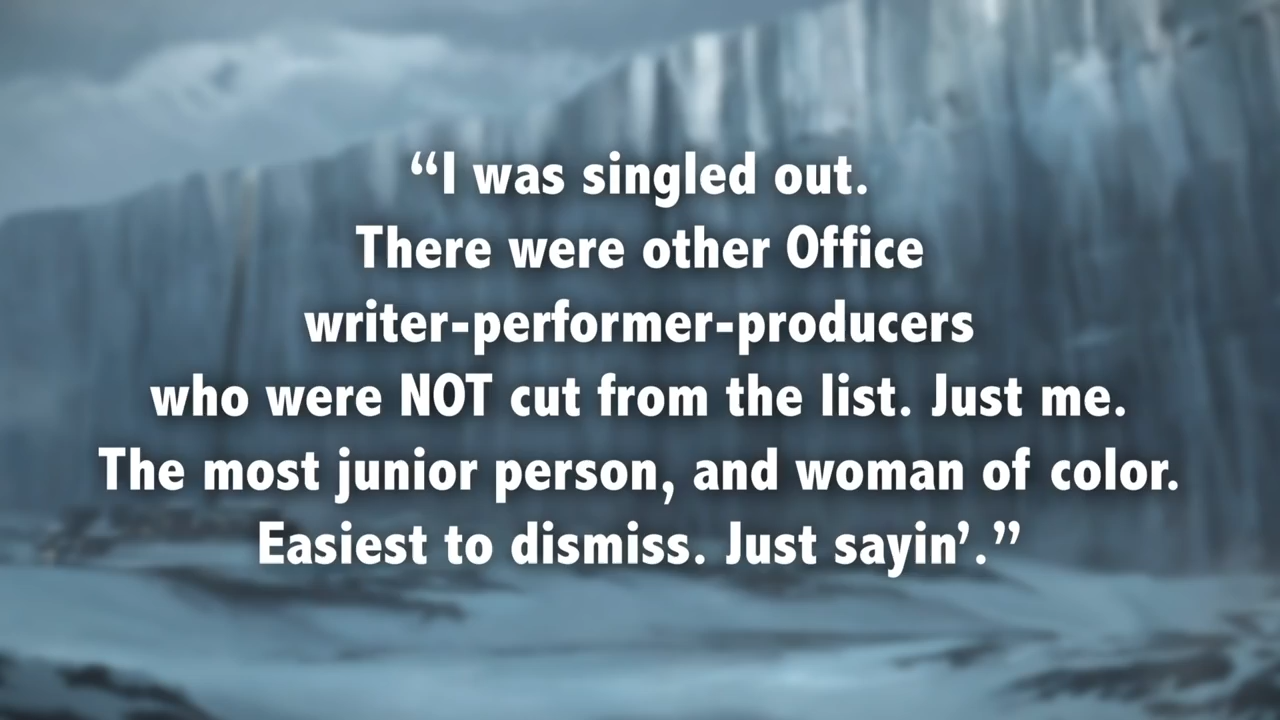 “I was singled out.
There were other Office
writer-performer-producers
who were NOT cut from the list. Just me.
The most junior person, and woman of color.
Easiest to dismiss. Just sayin’.”